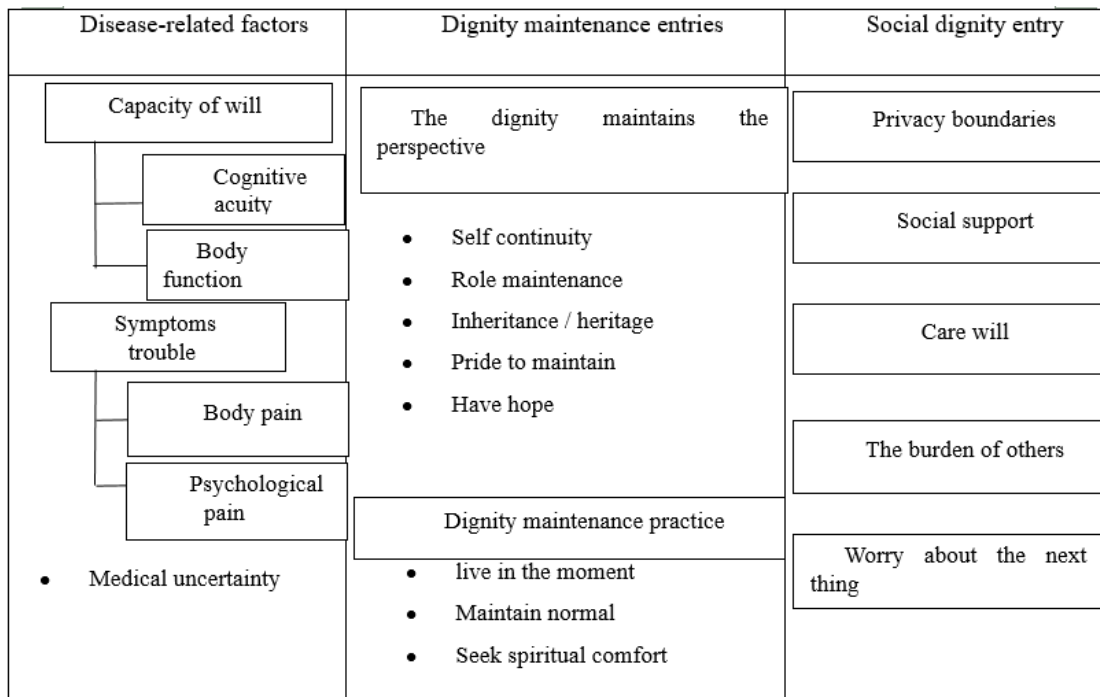 Disease-related factors
Dignity maintenance entries
Social dignity entry
Capacity of will
Cognitive
acuity
Body
function
Symptoms
trouble
Body pain
Psychological
pain
• Medical uncertainty
The dignity maintains the
perspective
• Self continuity
• Role maintenance
• Inheritance / heritage
• Pride to maintain
• Have hope
Dignity maintenance practice
• live in the moment
• Maintain normal
• Seek spiritual comfort
Privacy boundaries
Social support
Care will
The burden of others
Worry about the next
thing